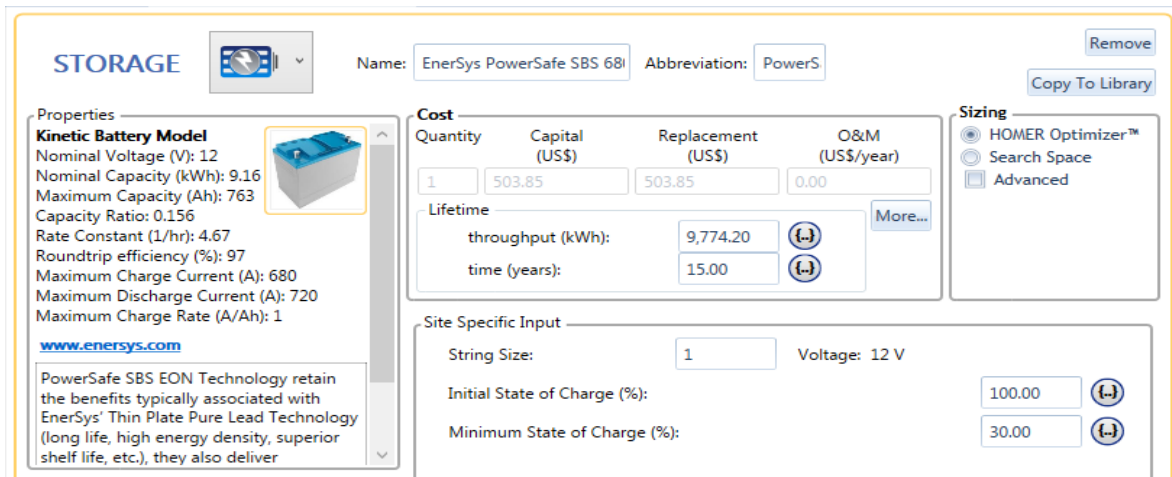 STORAGE
Name: EnerSys PowerSafe SBS 68 Abbreviation: PowerS
Remove
Copy To Library
Properties
Kinetic Battery Model
Nominal Voltage (V): 12
Nominal Capacity (kWh): 9.16
Maximum Capacity (Ah): 763
Capacity Ratio: 0.156
Rate Constant (1/hr): 4.67
Roundtrip efficiency (%): 97
Maximum Charge Current (A): 680
Maximum Discharge Current (A): 720
Maximum Charge Rate (A/Ah): 1
www.enersys.com
PowerSafe SBS EON Technology retain
the benefits typically associated with
EnerSys' Thin Plate Pure Lead Technology
(long life, high energy density, superior
shelf life, etc.), they also deliver
Cost
Quantity Capital Replacement O&M
(US$) (US$) (US$/year)
1 503.85 503.85 0.00
Lifetime
More...
throughput (kWh): 9,774.20 {..}
time (years): 15.00 {..}
Sizing
HOMER Optimizer™
Search Space
Advanced
Site Specific Input
String Size: 1 Voltage: 12 V
Initial State of Charge (%): 100.00 {..}
Minimum State of Charge (%): 30.00 {..}